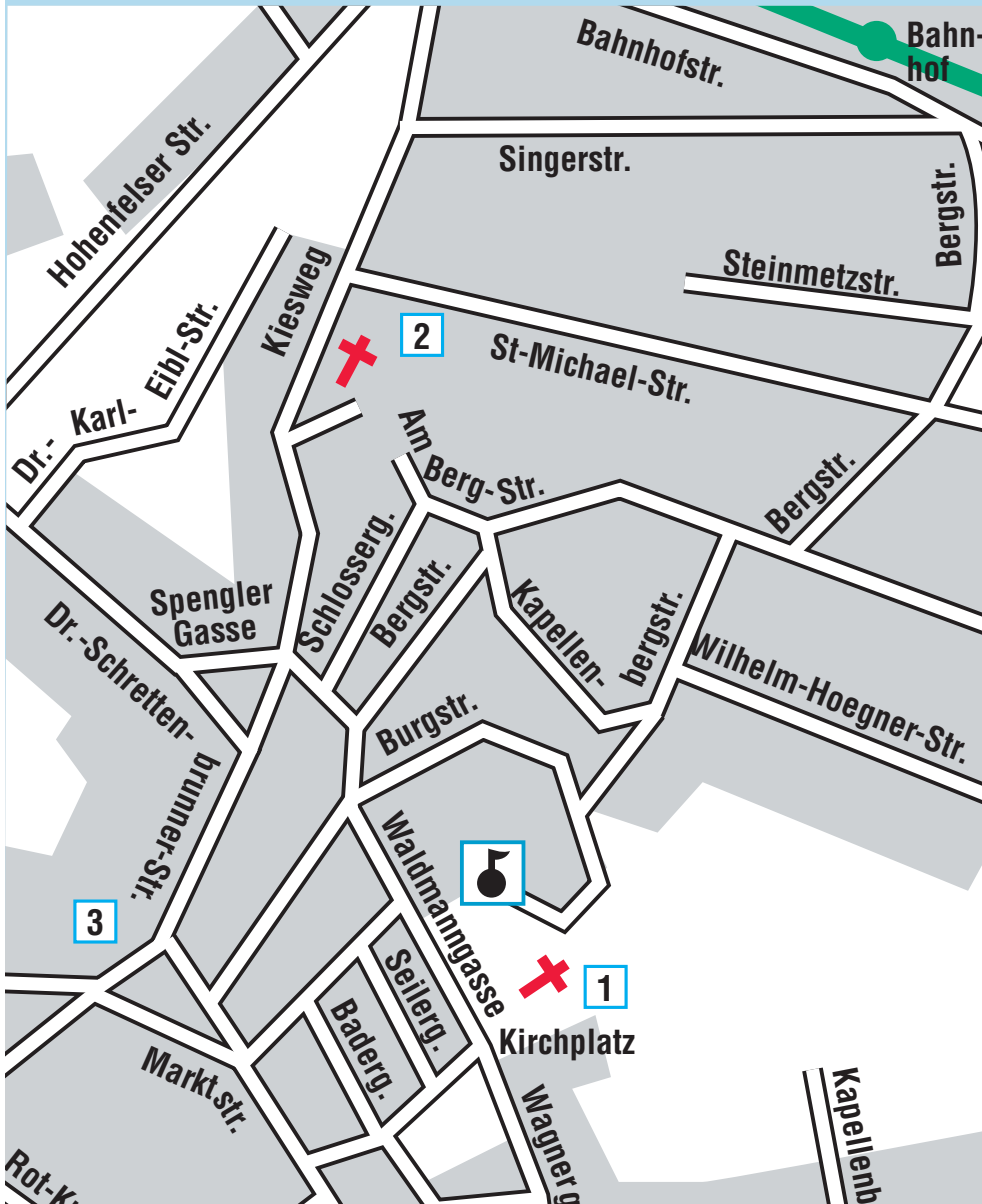 Bahn-
hof
Bahnhofstr.
Singerstr.
Hohenfelser Str.
Bergstr.
Steinmetzstr.
Kiesweg
Dr.- Karl- Eibl-Str.
2
St-Michael-Str.
Am
Berg-Str.
Bergstr.
Schlosserg.
Bergstr.
Spengler
Gasse
Kapellen-
bergstr.
Dr.-Schretten-
brunner-Str.
Wilhelm-Hoegner-Str.
Burgstr.
Waldmanngasse
3
Seilerg.
Baderg.
1
Kirchplatz
Marktstr.
Wagnerg
Kapellenb
Rot-K